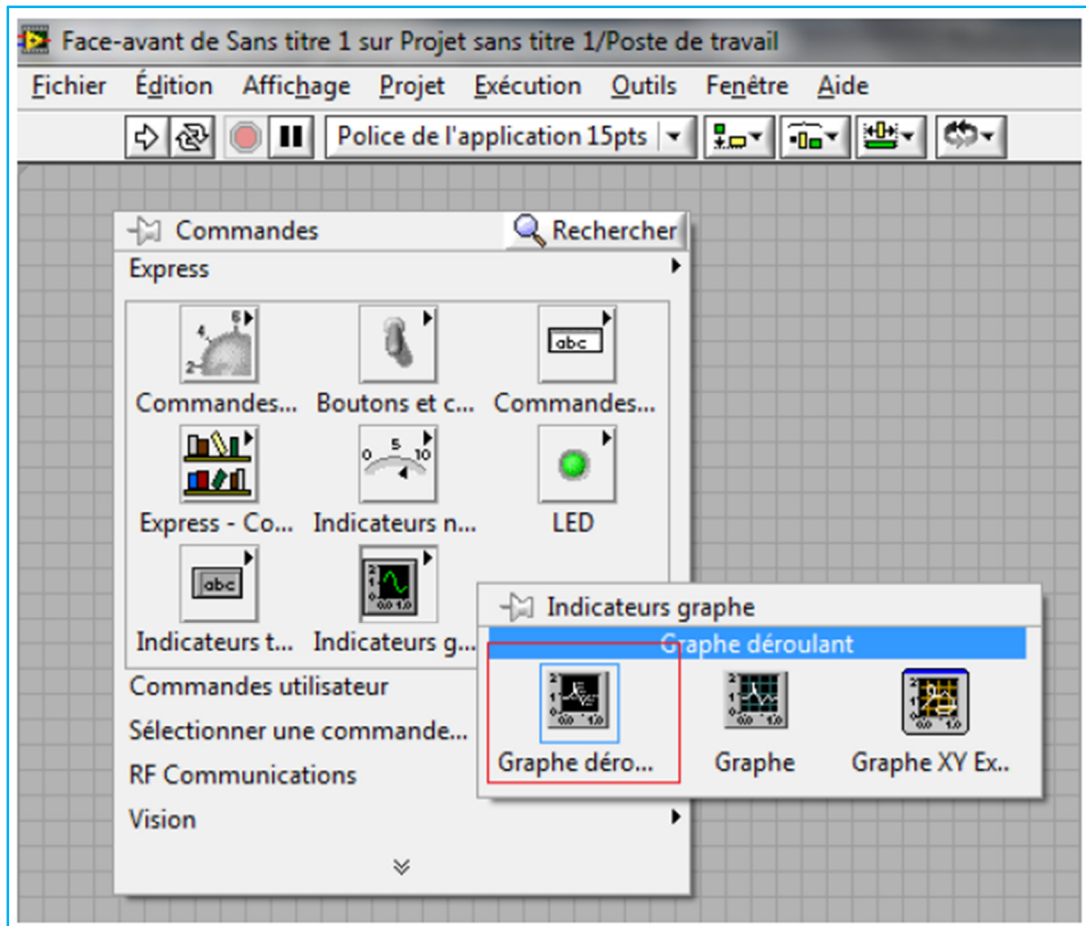 Face-avant de Sans titre 1 sur Projet sans titre 1/Poste de travail
Fichier Édition Affichage Projet Exécution Outils Fenêtre Aide
Police de l'application 15pts
Commandes Rechercher
Express
Commandes... Boutons et c... Commandes...
Express - Co... Indicateurs n... LED
Indicateurs t... Indicateurs g...
Commandes utilisateur
Sélectionner une commande...
RF Communications
Vision
Indicateurs graphe
Graphe déroulant
Graphe déro... Graphe Graphe XY Ex..